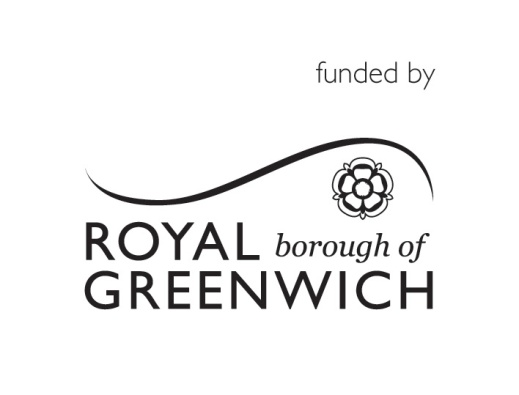 funded by
ROYAL borough of
GREENWICH